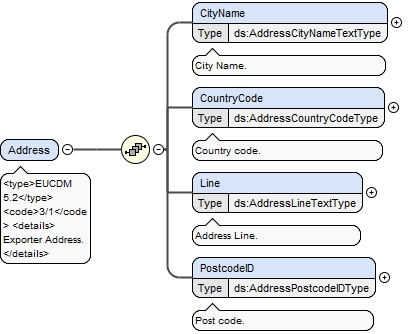 CityName
Type ds:AddressCityNameTextType
City Name.
CountryCode
Type ds:AddressCountryCodeType
Country code.
Address
<type>EUCDM
5.2</type>
<code>3/1</code
> <details>
Exporter Address.
</details>
Line
Type ds:AddressLineTextType
Address Line.
PostcodeID
Type ds:AddressPostcodeIDType
Post code.